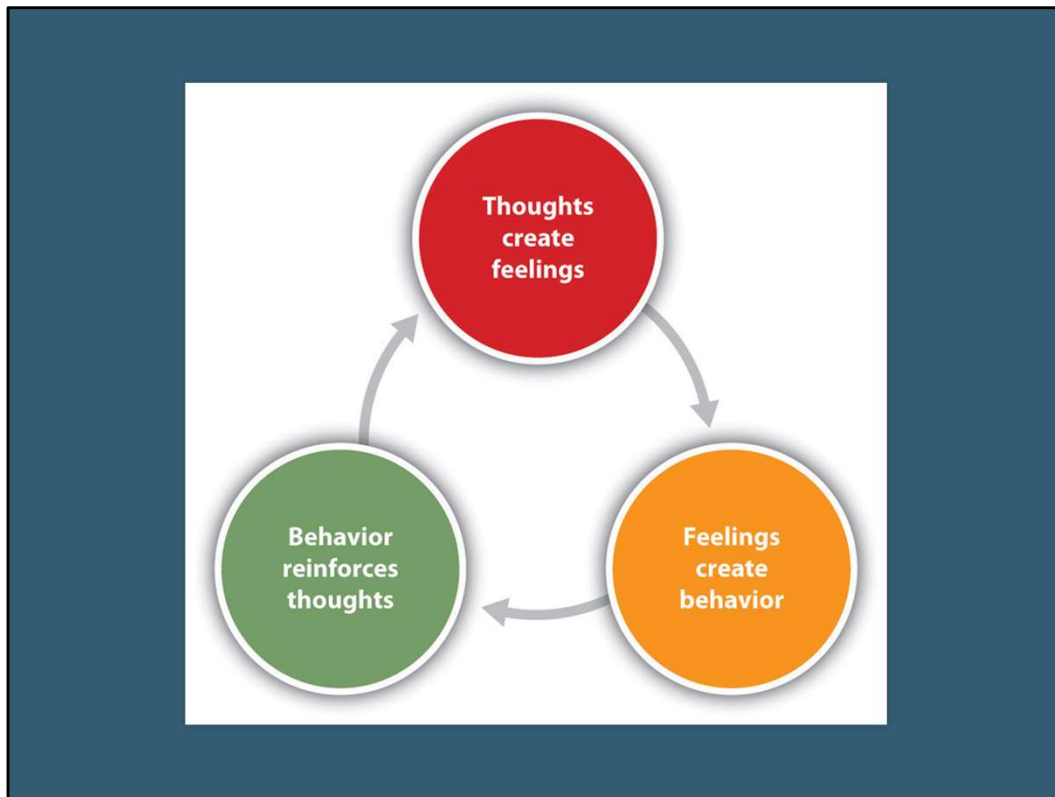 Thoughts
create
feelings
Feelings
create
behavior
Behavior
reinforces
thoughts